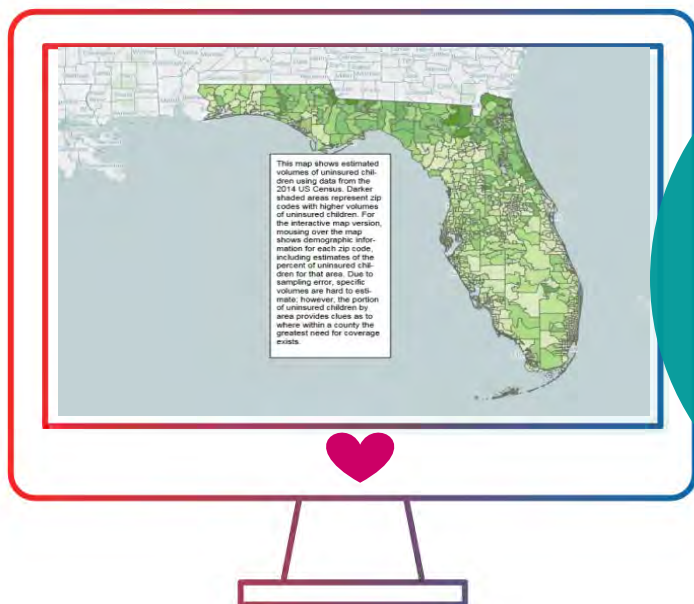 This map shows estimated
volumes of uninsured chil-
dren using data from the
2014 US Census. Darker
shaded areas represent zip
codes with higher volumes
of uninsured children. For
the interactive map version,
mousing over the map
shows demographic infor-
mation for each zip code,
including estimates of the
percent of uninsured chil-
dren for that area. Due to
sampling error, specific
volumes are hard to esti-
mate; however, the portion
of uninsured children by
area provides clues as to
where within a county the
greatest need for coverage
exists.